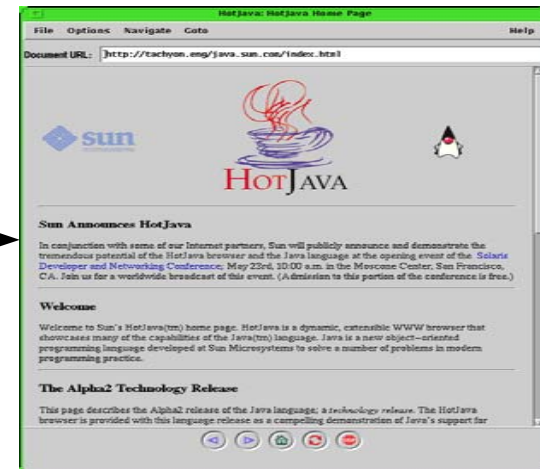 HotJava: HotJava Home Page
File Options Navigate Goto Help
Document URL: http://tachyon.eng/java.sun.com/index.html
sun
HOTJAVA
Sun Announces HotJava
In conjunction with some of our Internet partners, Sun will publicly announce and demonstrate the
tremendous potential of the HotJava browser and the Java language at the opening event of the Solaris
Developer and Networking Conference; May 23rd, 10:00 a.m. in the Moscone Center, San Francisco,
CA. Join us for a worldwide broadcast of this event. (Admission to this portion of the conference is free.)
Welcome
Welcome to Sun's HotJava(tm) home page. HotJava is a dynamic, extensible WWW browser that
showcases many of the capabilities of the Java(tm) language. Java is a new object-oriented
programming language developed at Sun Microsystems to solve a number of problems in modern
programming practice.
The Alpha2 Technology Release
This page describes the Alpha2 release of the Java language; a technology release. The HotJava
browser is provided with this language release as a compelling demonstration of Java's support for